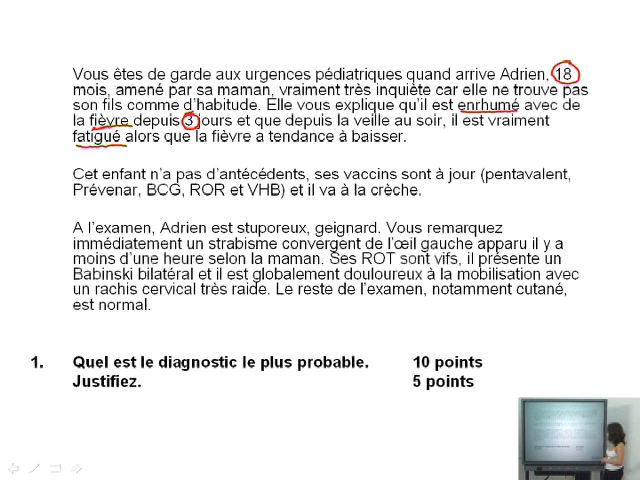 Vous êtes de garde aux urgences pédiatriques quand arrive Adrien, 18
mois, amené par sa maman, vraiment très inquiète car elle ne trouve pas
son fils comme d'habitude. Elle vous explique qu'il est enrhumé avec de
la fièvre depuis 3 jours et que depuis la veille au soir, il est vraiment
fatigué alors que la fièvre a tendance à baisser.
Cet enfant n'a pas d'antécédents, ses vaccins sont à jour (pentavalent,
Prévenar, BCG, ROR et VHB) et il va à la crèche.
A l'examen, Adrien est stuporeux, geignard. Vous remarquez
immédiatement un strabisme convergent de l'œil gauche apparu il y a
moins d'une heure selon la maman. Ses ROT sont vifs, il présente un
Babinski bilatéral et il est globalement douloureux à la mobilisation avec
un rachis cervical très raide. Le reste de l'examen, notamment cutané,
est normal.
1. Quel est le diagnostic le plus probable. 10 points
Justifiez. 5 points